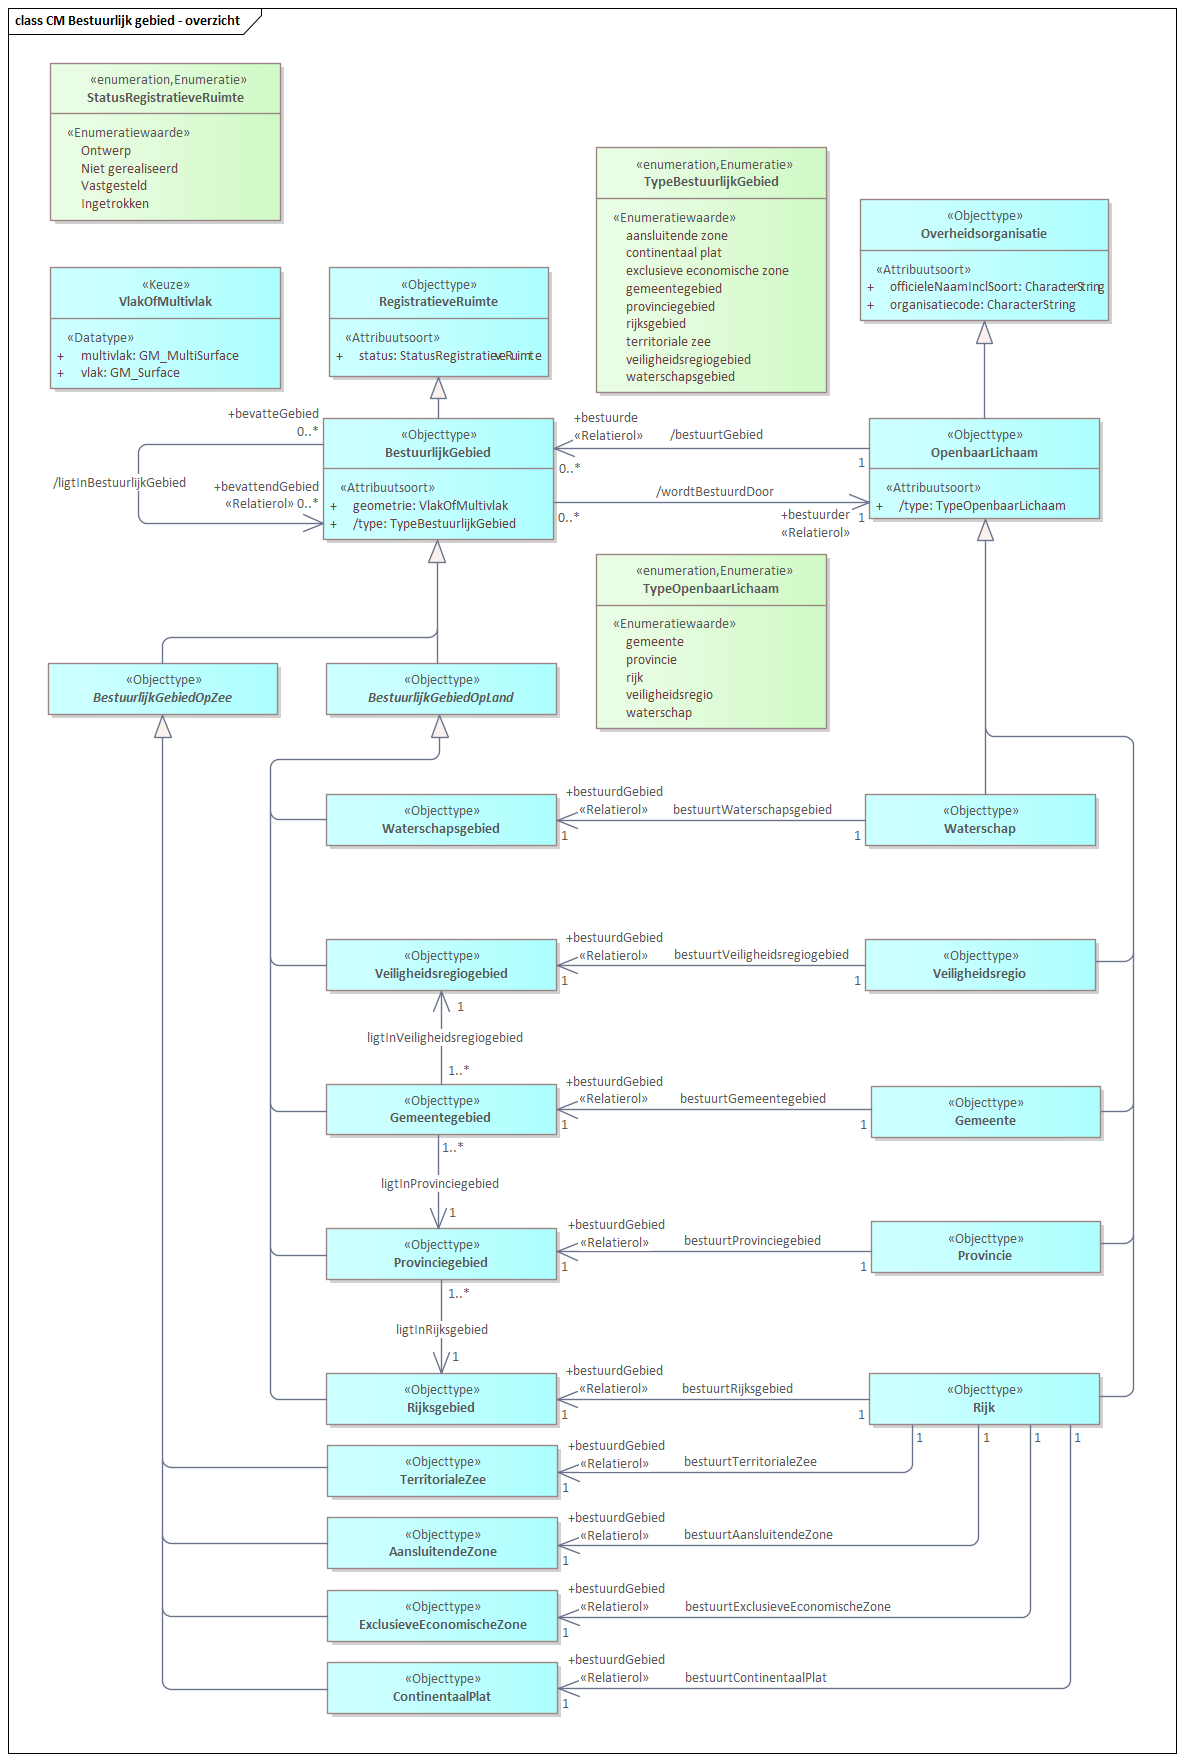 class CM Bestuurlijk gebied - overzicht
«enumeration,Enumeratie»
StatusRegistratieveRuimte
«Enumeratiewaarde»
Ontwerp
Niet gerealiseerd
Vastgesteld
Ingetrokken
«enumeration,Enumeratie»
TypeBestuurlijkGebied
«Enumeratiewaarde»
aansluitende zone
continentaal plat
exclusieve economische zone
gemeentegebied
provinciegebied
rijksgebied
territoriale zee
veiligheidsregiogebied
waterschapsgebied
«Objecttype»
Overheidsorganisatie
«Attribuutsoort»
+ officieleNaamInclSoort: CharacterString
+ organisatiecode: CharacterString
«Keuze»
VlakOfMultivlak
«Datatype»
+ multivlak: GM_MultiSurface
+ vlak: GM_Surface
«Objecttype»
RegistratieveRuimte
«Attribuutsoort»
+ status: StatusRegistratieveRuimte
+bevatteGebied
0..*
/ligtInBestuurlijkGebied
+bevattendGebied
«Relatierol» 0..*
«Objecttype»
BestuurlijkGebied
«Attribuutsoort»
+ geometrie: VlakOfMultivlak
+ /type: TypeBestuurlijkGebied
+bestuurde
«Relatierol»
/bestuurtGebied
0..*
1
/wordtBestuurdDoor
0..*
+bestuurder
1
«Relatierol»
«Objecttype»
OpenbaarLichaam
«Attribuutsoort»
+ /type: TypeOpenbaarLichaam
«enumeration,Enumeratie»
TypeOpenbaarLichaam
«Enumeratiewaarde»
gemeente
provincie
rijk
veiligheidsregio
waterschap
«Objecttype»
BestuurlijkGebiedOpZee
«Objecttype»
BestuurlijkGebiedOpLand
«Objecttype»
Waterschapsgebied
+bestuurdGebied
«Relatierol»
bestuurtWaterschapsgebied
1
1
«Objecttype»
Waterschap
«Objecttype»
Veiligheidsregiogebied
+bestuurdGebied
«Relatierol»
bestuurtVeiligheidsregiogebied
1
1
«Objecttype»
Veiligheidsregio
1
ligtInVeiligheidsregiogebied
1..*
«Objecttype»
Gemeentegebied
+bestuurdGebied
«Relatierol»
bestuurtGemeentegebied
1
1
«Objecttype»
Gemeente
1..*
ligtInProvinciegebied
1
«Objecttype»
Provinciegebied
+bestuurdGebied
«Relatierol»
bestuurtProvinciegebied
1
1
«Objecttype»
Provincie
1..*
ligtInRijksgebied
1
«Objecttype»
Rijksgebied
+bestuurdGebied
«Relatierol»
bestuurtRijksgebied
1
1
«Objecttype»
Rijk
1
1
1
1
«Objecttype»
TerritorialeZee
+bestuurdGebied
«Relatierol»
bestuurtTerritorialeZee
1
«Objecttype»
AansluitendeZone
+bestuurdGebied
«Relatierol»
bestuurtAansluitendeZone
1
«Objecttype»
ExclusieveEconomischeZone
+bestuurdGebied
«Relatierol»
bestuurtExclusieveEconomischeZone
1
«Objecttype»
ContinentaalPlat
+bestuurdGebied
«Relatierol»
bestuurtContinentaalPlat
1